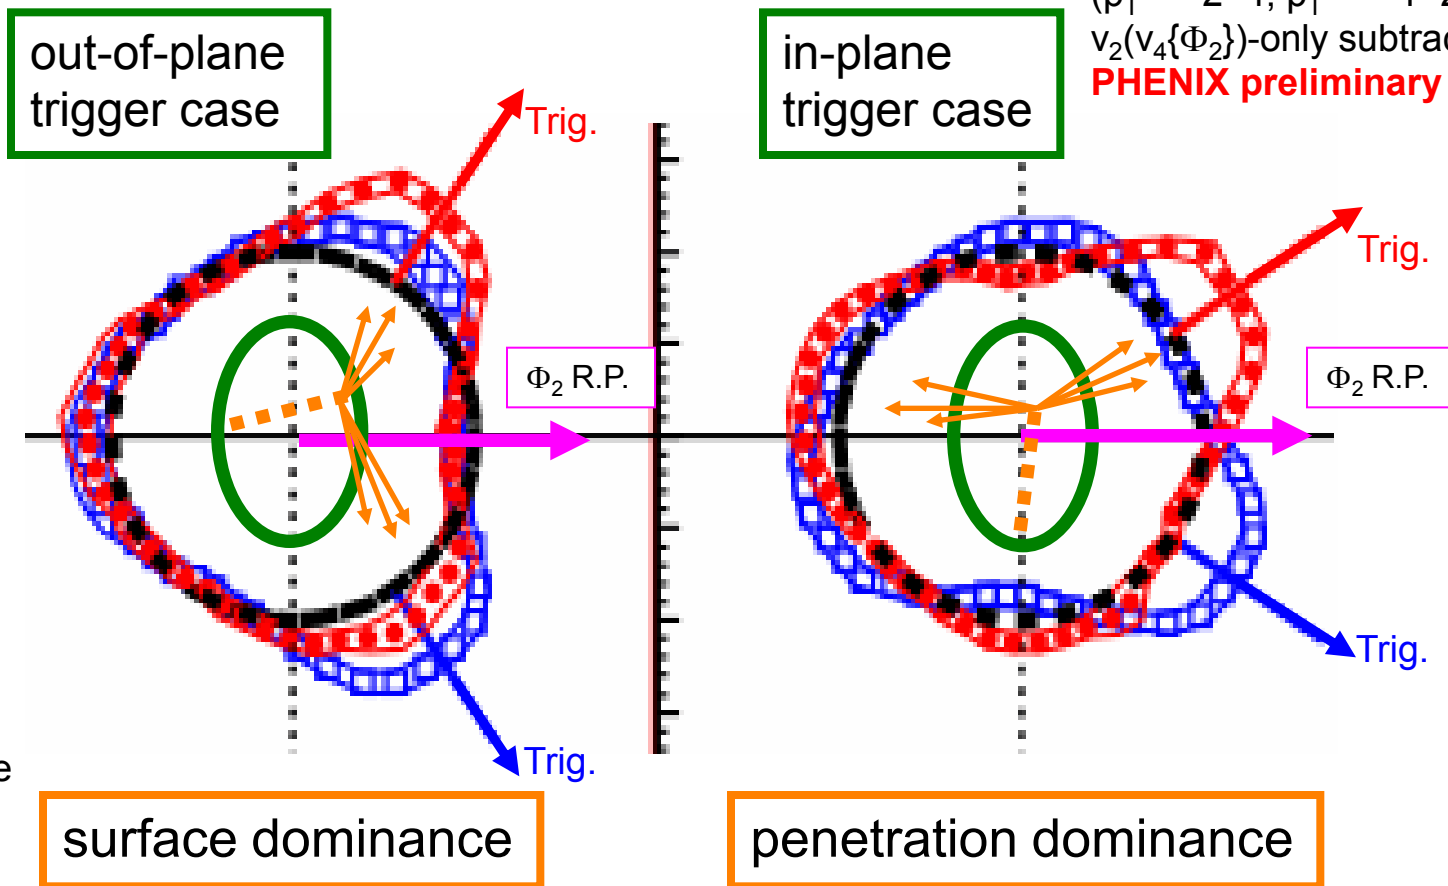 out-of-plane
trigger case
in-plane
trigger case
v₂(v₄{Φ₂})-only
PHENIX preliminary
Trig.
Trig.
Φ₂ R.P.
Φ₂ R.P.
Trig.
Trig.
surface dominance
penetration dominance